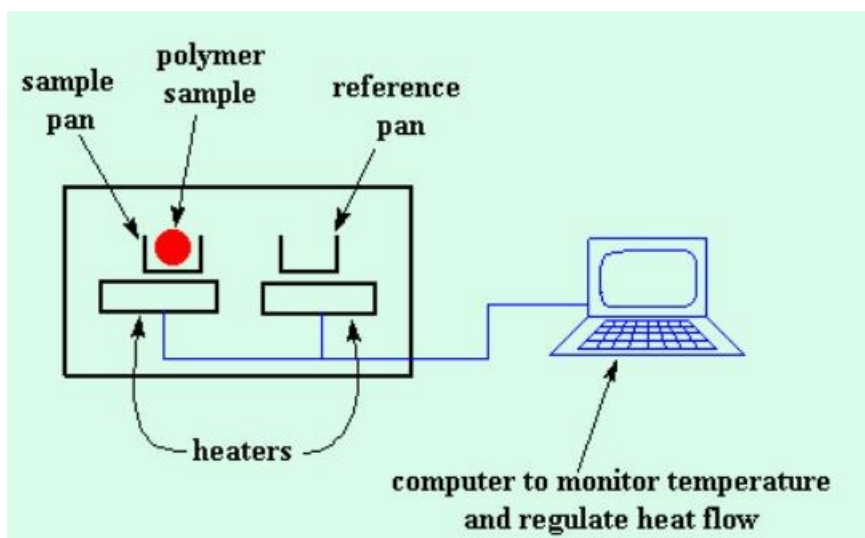 sample
pan
polymer
sample
reference
pan
heaters
computer to monitor temperature
and regulate heat flow